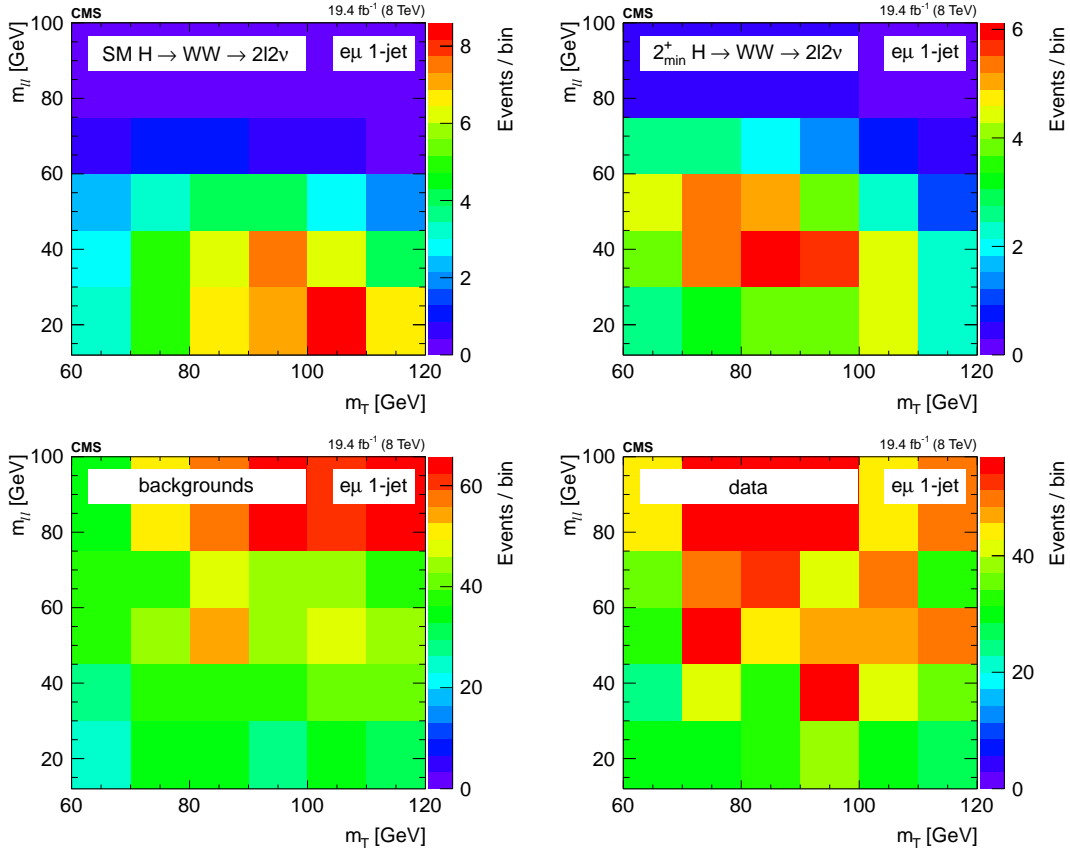 CMS 19.4 fb⁻¹ (8 TeV)
SM H → WW → 2l2ν eμ 1-jet
m_ll [GeV]
100
80
60
40
20
60 80 100 120
m_T [GeV]
8
6
4
2
0
Events / bin
CMS 19.4 fb⁻¹ (8 TeV)
2⁺_min H → WW → 2l2ν eμ 1-jet
m_ll [GeV]
100
80
60
40
20
60 80 100 120
m_T [GeV]
6
4
2
0
Events / bin
CMS 19.4 fb⁻¹ (8 TeV)
backgrounds eμ 1-jet
m_ll [GeV]
100
80
60
40
20
60 80 100 120
m_T [GeV]
60
40
20
0
Events / bin
CMS 19.4 fb⁻¹ (8 TeV)
data eμ 1-jet
m_ll [GeV]
100
80
60
40
20
60 80 100 120
m_T [GeV]
40
20
0
Events / bin